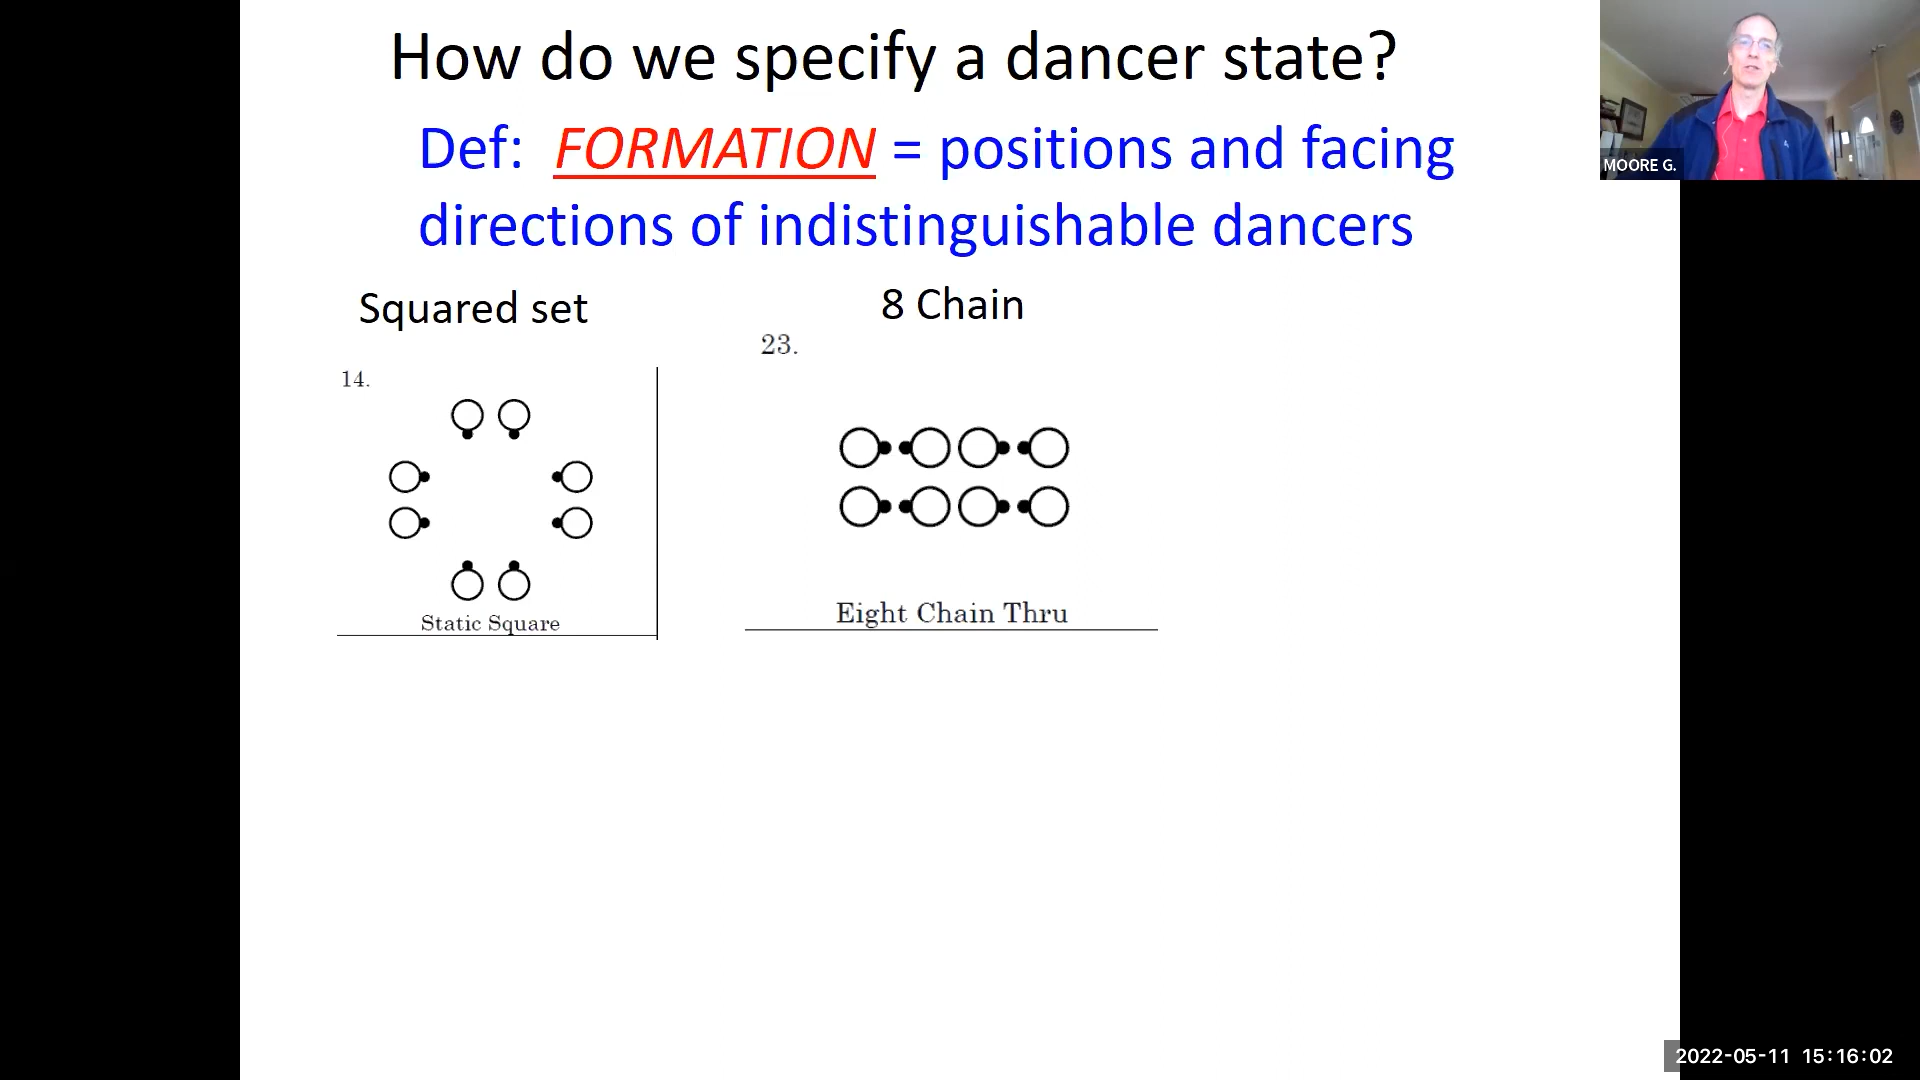 How do we specify a dancer state?
Def: FORMATION = positions and facing
directions of indistinguishable dancers
Squared set
8 Chain
23.
14.
Static Square
Eight Chain Thru
MOORE G.
2022-05-11 15:16:02